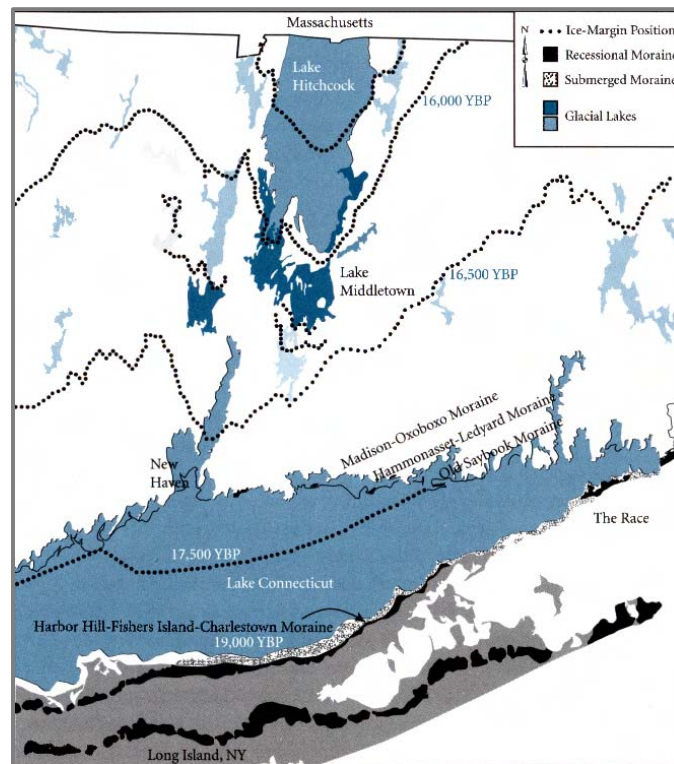 Massachusetts
N
Ice-Margin Position
Recessional Moraine
Submerged Moraine
Glacial Lakes
Lake
Hitchcock
16,000 YBP
Lake
Middletown
16,500 YBP
Madison-Oxoboxo Moraine
Hammonasset-Ledyard Moraine
Old Saybrook Moraine
New
Haven
The Race
17,500 YBP
Lake Connecticut
Harbor Hill-Fishers Island-Charlestown Moraine
19,000 YBP
Long Island, NY